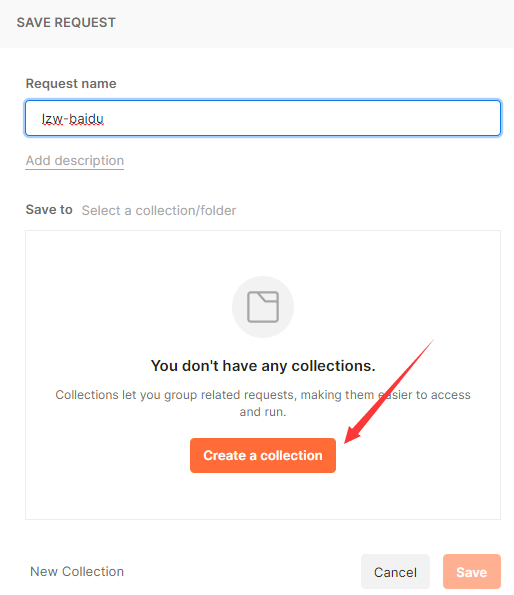 SAVE REQUEST
Request name
lzw-baidu
Add description
Save to Select a collection/folder
You don't have any collections.
Collections let you group related requests, making them easier to access
and run.
Create a collection
New Collection Cancel Save